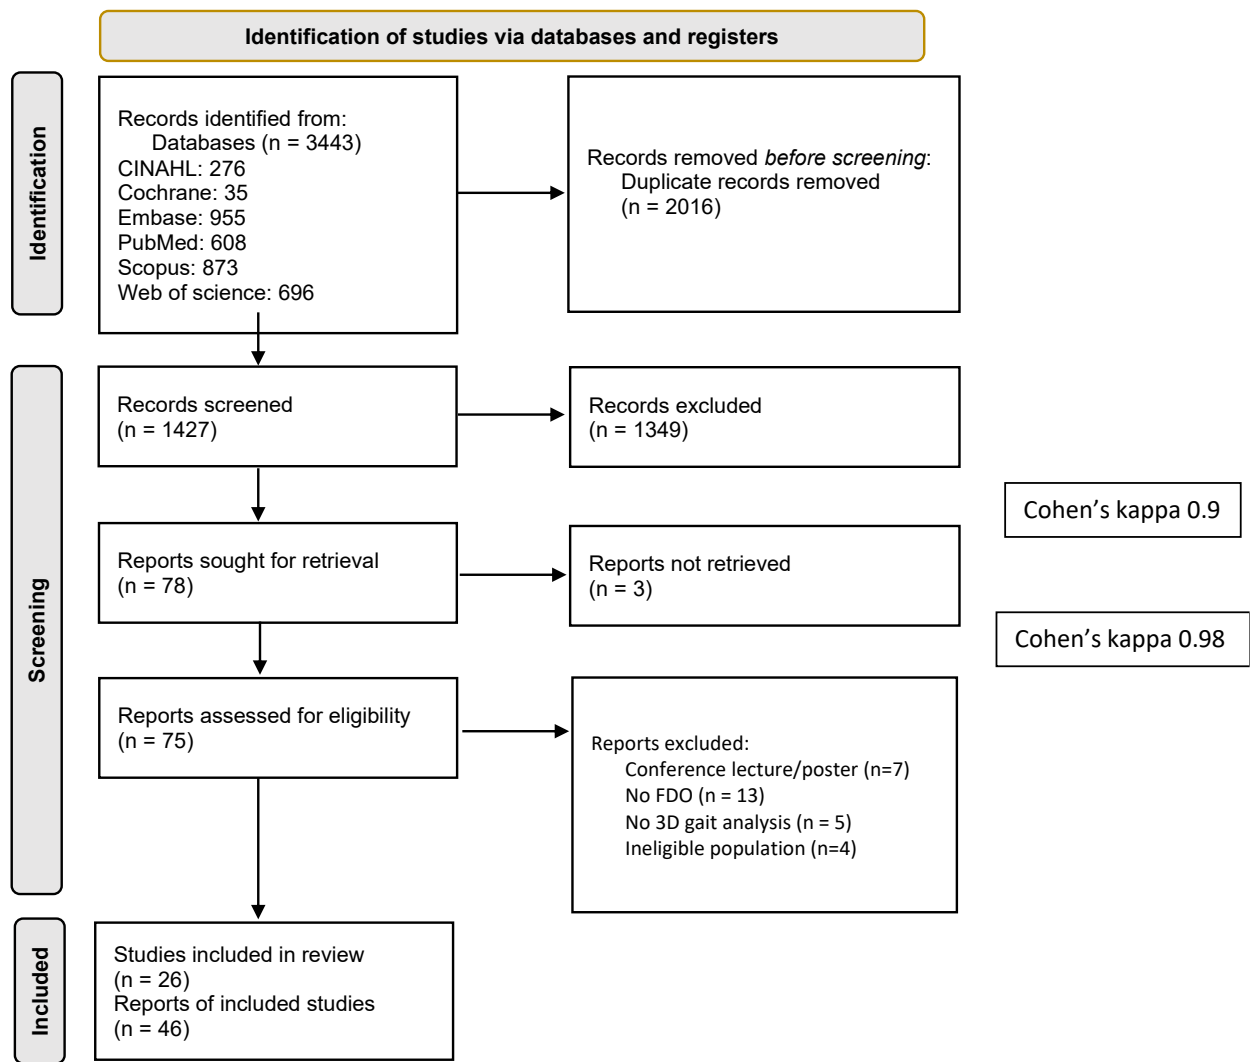 Identification of studies via databases and registers
Identification
Records identified from:
Databases (n = 3443)
CINAHL: 276
Cochrane: 35
Embase: 955
PubMed: 608
Scopus: 873
Web of science: 696
Records removed before screening:
Duplicate records removed
(n = 2016)
Screening
Records screened
(n = 1427)
Records excluded
(n = 1349)
Cohen’s kappa 0.9
Reports sought for retrieval
(n = 78)
Reports not retrieved
(n = 3)
Cohen’s kappa 0.98
Reports assessed for eligibility
(n = 75)
Reports excluded:
Conference lecture/poster (n=7)
No FDO (n = 13)
No 3D gait analysis (n = 5)
Ineligible population (n=4)
Included
Studies included in review
(n = 26)
Reports of included studies
(n = 46)